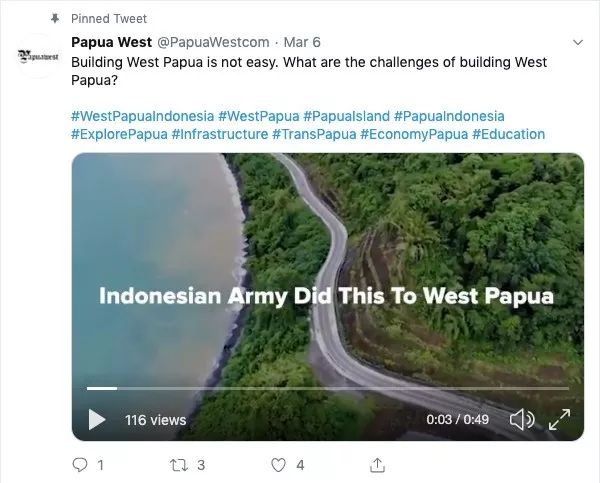 Pinned Tweet
Papua West @PapuaWestcom · Mar 6
Papuawest
Building West Papua is not easy. What are the challenges of building West
Papua?
#WestPapuaIndonesia #WestPapua #PapuaIsland #PapuaIndonesia
#ExplorePapua #Infrastructure #TransPapua #EconomyPapua #Education
Indonesian Army Did This To West Papua
116 views
0:03 / 0:49
1
3
4